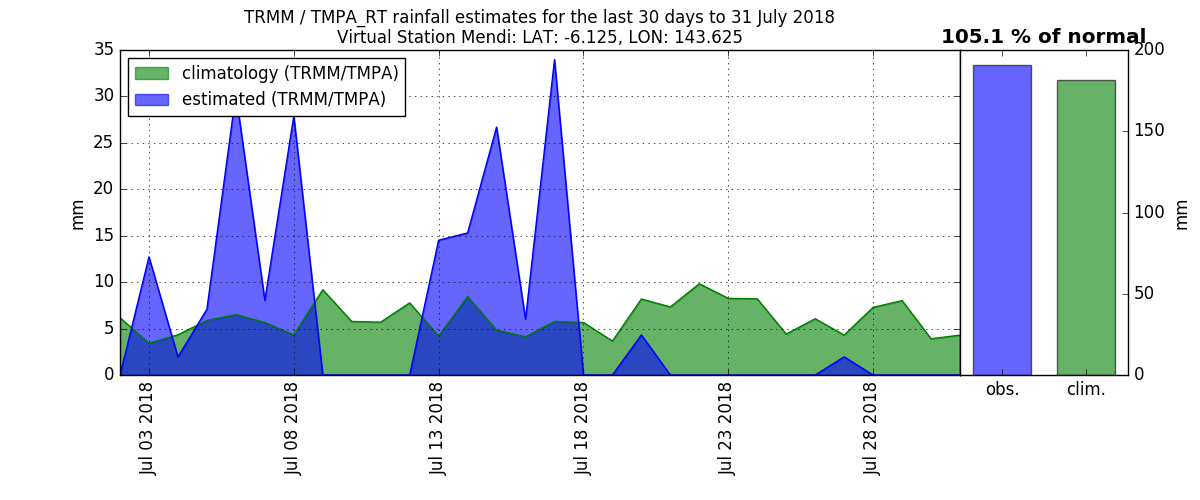 TRMM / TMPA_RT rainfall estimates for the last 30 days to 31 July 2018
Virtual Station Mendi: LAT: -6.125, LON: 143.625
105.1 % of normal
climatology (TRMM/TMPA)
estimated (TRMM/TMPA)
35
30
25
20
15
10
5
0
mm
Jul 03 2018
Jul 08 2018
Jul 13 2018
Jul 18 2018
Jul 23 2018
Jul 28 2018
200
150
100
50
0
mm
obs.
clim.